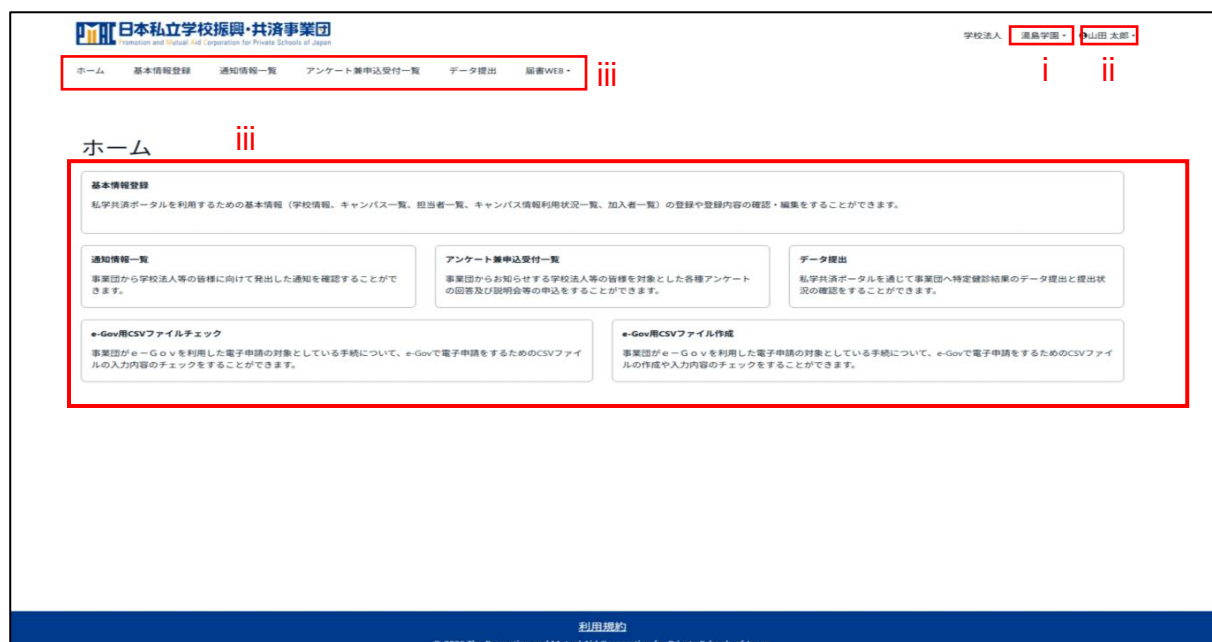 PMAC 日本私立学校振興・共済事業団
Promotion and Mutual Aid Corporation for Private Schools of Japan
学校法人 湯島学園 山田 太郎
ホーム 基本情報登録 通知情報一覧 アンケート兼申込受付一覧 データ提出 届書WEB
iii
i
ii
ホーム
iii
基本情報登録
私学共済ポータルを利用するための基本情報（学校情報、キャンパス一覧、担当者一覧、キャンパス情報利用状況一覧、加入者一覧）の登録や登録内容の確認・編集をすることができます。
通知情報一覧
事業団から学校法人等の皆様に向けて発出した通知を確認することがで
きます。
アンケート兼申込受付一覧
事業団からお知らせする学校法人等の皆様を対象とした各種アンケート
の回答及び説明会等の申込をすることができます。
データ提出
私学共済ポータルを通じて事業団へ特定健診結果のデータ提出と提出状
況の確認をすることができます。
e-Gov用CSVファイルチェック
事業団がｅ－Ｇｏｖを利用した電子申請の対象としている手続について、e-Govで電子申請をするためのCSVファイ
ルの入力内容のチェックをすることができます。
e-Gov用CSVファイル作成
事業団がｅ－Ｇｏｖを利用した電子申請の対象としている手続について、e-Govで電子申請をするためのCSVファイ
ルの作成や入力内容のチェックをすることができます。
利用規約